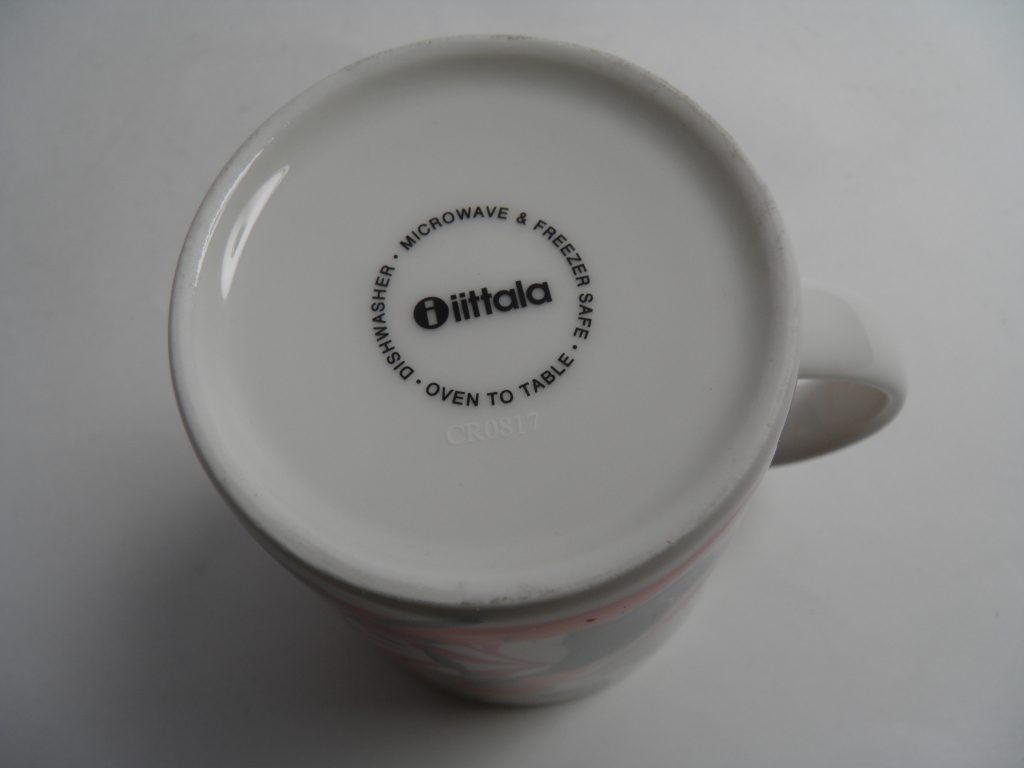 DISHWASHER • MICROWAVE & FREEZER SAFE • OVEN TO TABLE •
i iittala
CR0817